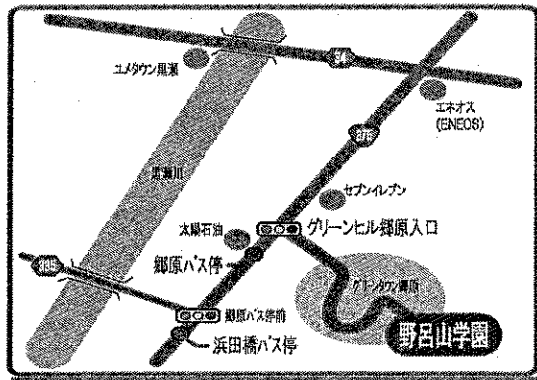 ユメタウン黒瀬
エネオス
(ENEOS)
黒瀬川
セブンイレブン
太陽石油
グリーンヒル郷原入口
郷原バス停
グリーンタウン郷原
郷原バス停前
野呂山学園
浜田橋バス停